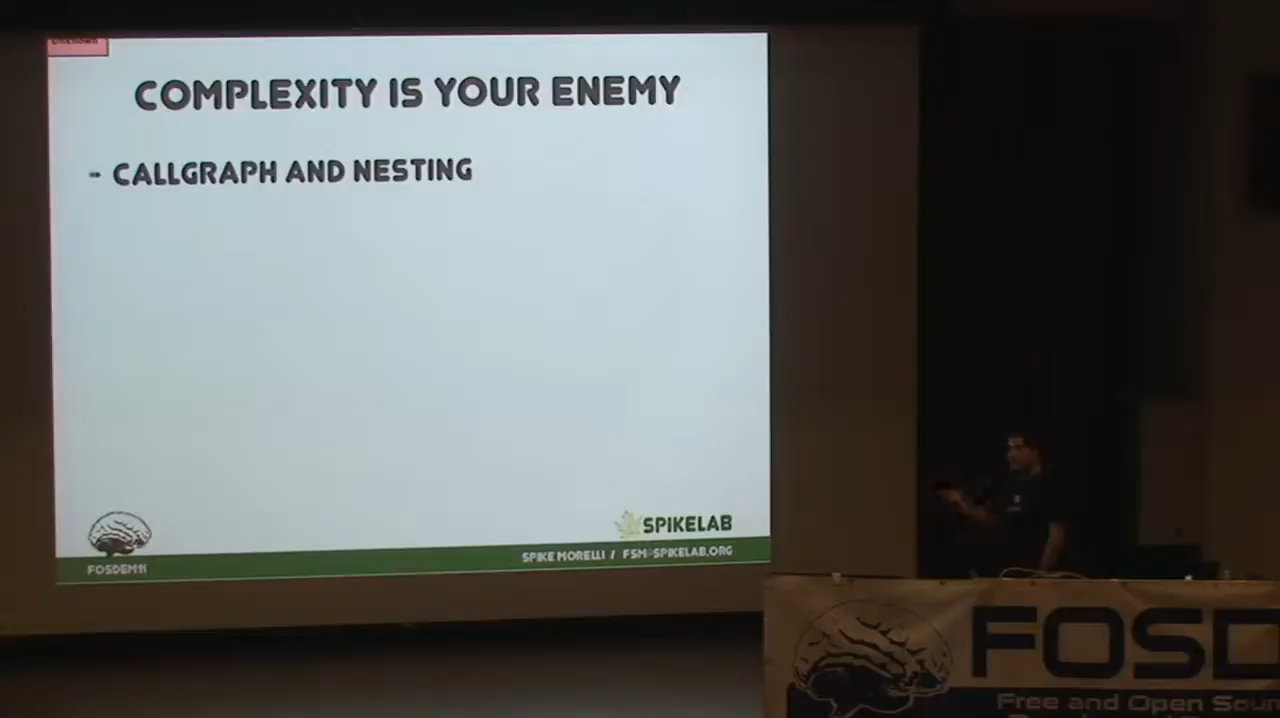 Unknown
COMPLEXITY IS YOUR ENEMY
- CALLGRAPH AND NESTING
SPIKELAB
SPIKE MORELLI / FSM@SPIKELAB.ORG
FOSDEM11
FOSD
Free and Open Sour